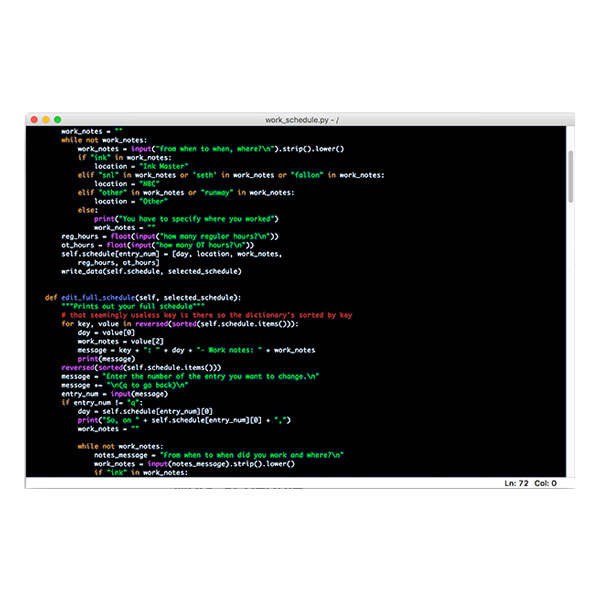 work_schedule.py - /
work_notes = ""
while not work_notes:
work_notes = input("from when to when, where?\n").strip().lower()
if "ink" in work_notes:
location = "Ink Master"
elif "snl" in work_notes or 'seth' in work_notes or "fallon" in work_notes:
location = "NBC"
elif "other" in work_notes or "runway" in work_notes:
location = "Other"
else:
print("You have to specify where you worked")
work_notes = ""
reg_hours = float(input("how many regular hours?\n"))
ot_hours = float(input("how many OT hours?\n"))
self.schedule[entry_num] = [day, location, work_notes,
reg_hours, ot_hours]
write_data(self.schedule, selected_schedule)
def edit_full_schedule(self, selected_schedule):
"""Prints out your full schedule"""
# that seemingly useless key is there so the dictionary's sorted by key
for key, value in reversed(sorted(self.schedule.items())):
day = value[0]
work_notes = value[2]
message = key + ": " + day + "- Work notes: " + work_notes
print(message)
reversed(sorted(self.schedule.items()))
message = "Enter the number of the entry you want to change.\n"
message += "\n(q to go back)\n"
entry_num = input(message)
if entry_num != "q":
day = self.schedule[entry_num][0]
print("So, on " + self.schedule[entry_num][0] + ",")
work_notes = ""
while not work_notes:
notes_message = "From when to when did you work and where?\n"
work_notes = input(notes_message).strip().lower()
if "ink" in work_notes:
Ln: 72 Col: 0